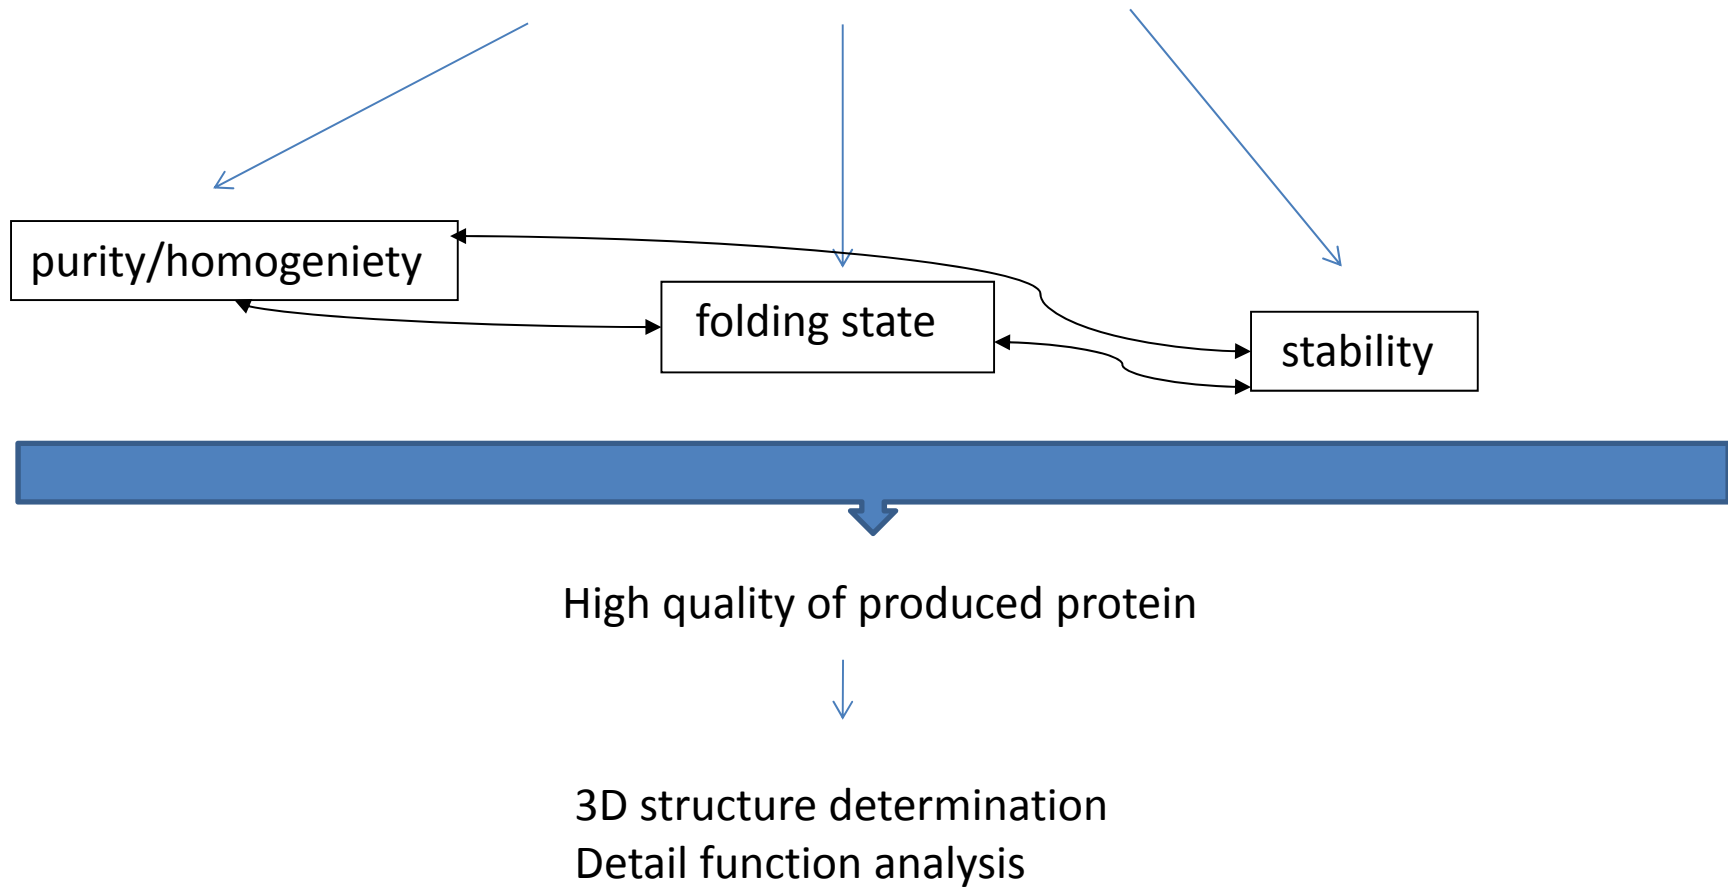 purity/homogeniety
folding state
stability
High quality of produced protein
3D structure determination
Detail function analysis